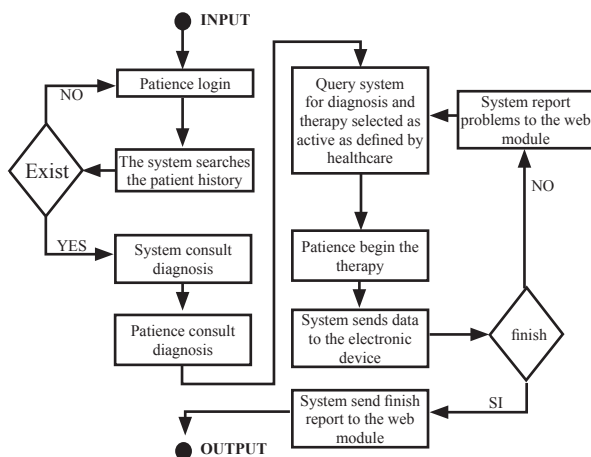 INPUT
Patience login
NO
Exist
The system searches
the patient history
YES
System consult
diagnosis
Patience consult
diagnosis
Query system
for diagnosis and
therapy selected as
active as defined by
healthcare
System report
problems to the web
module
NO
Patience begin the
therapy
System sends data
to the electronic
device
finish
SI
System send finish
report to the web
module
OUTPUT